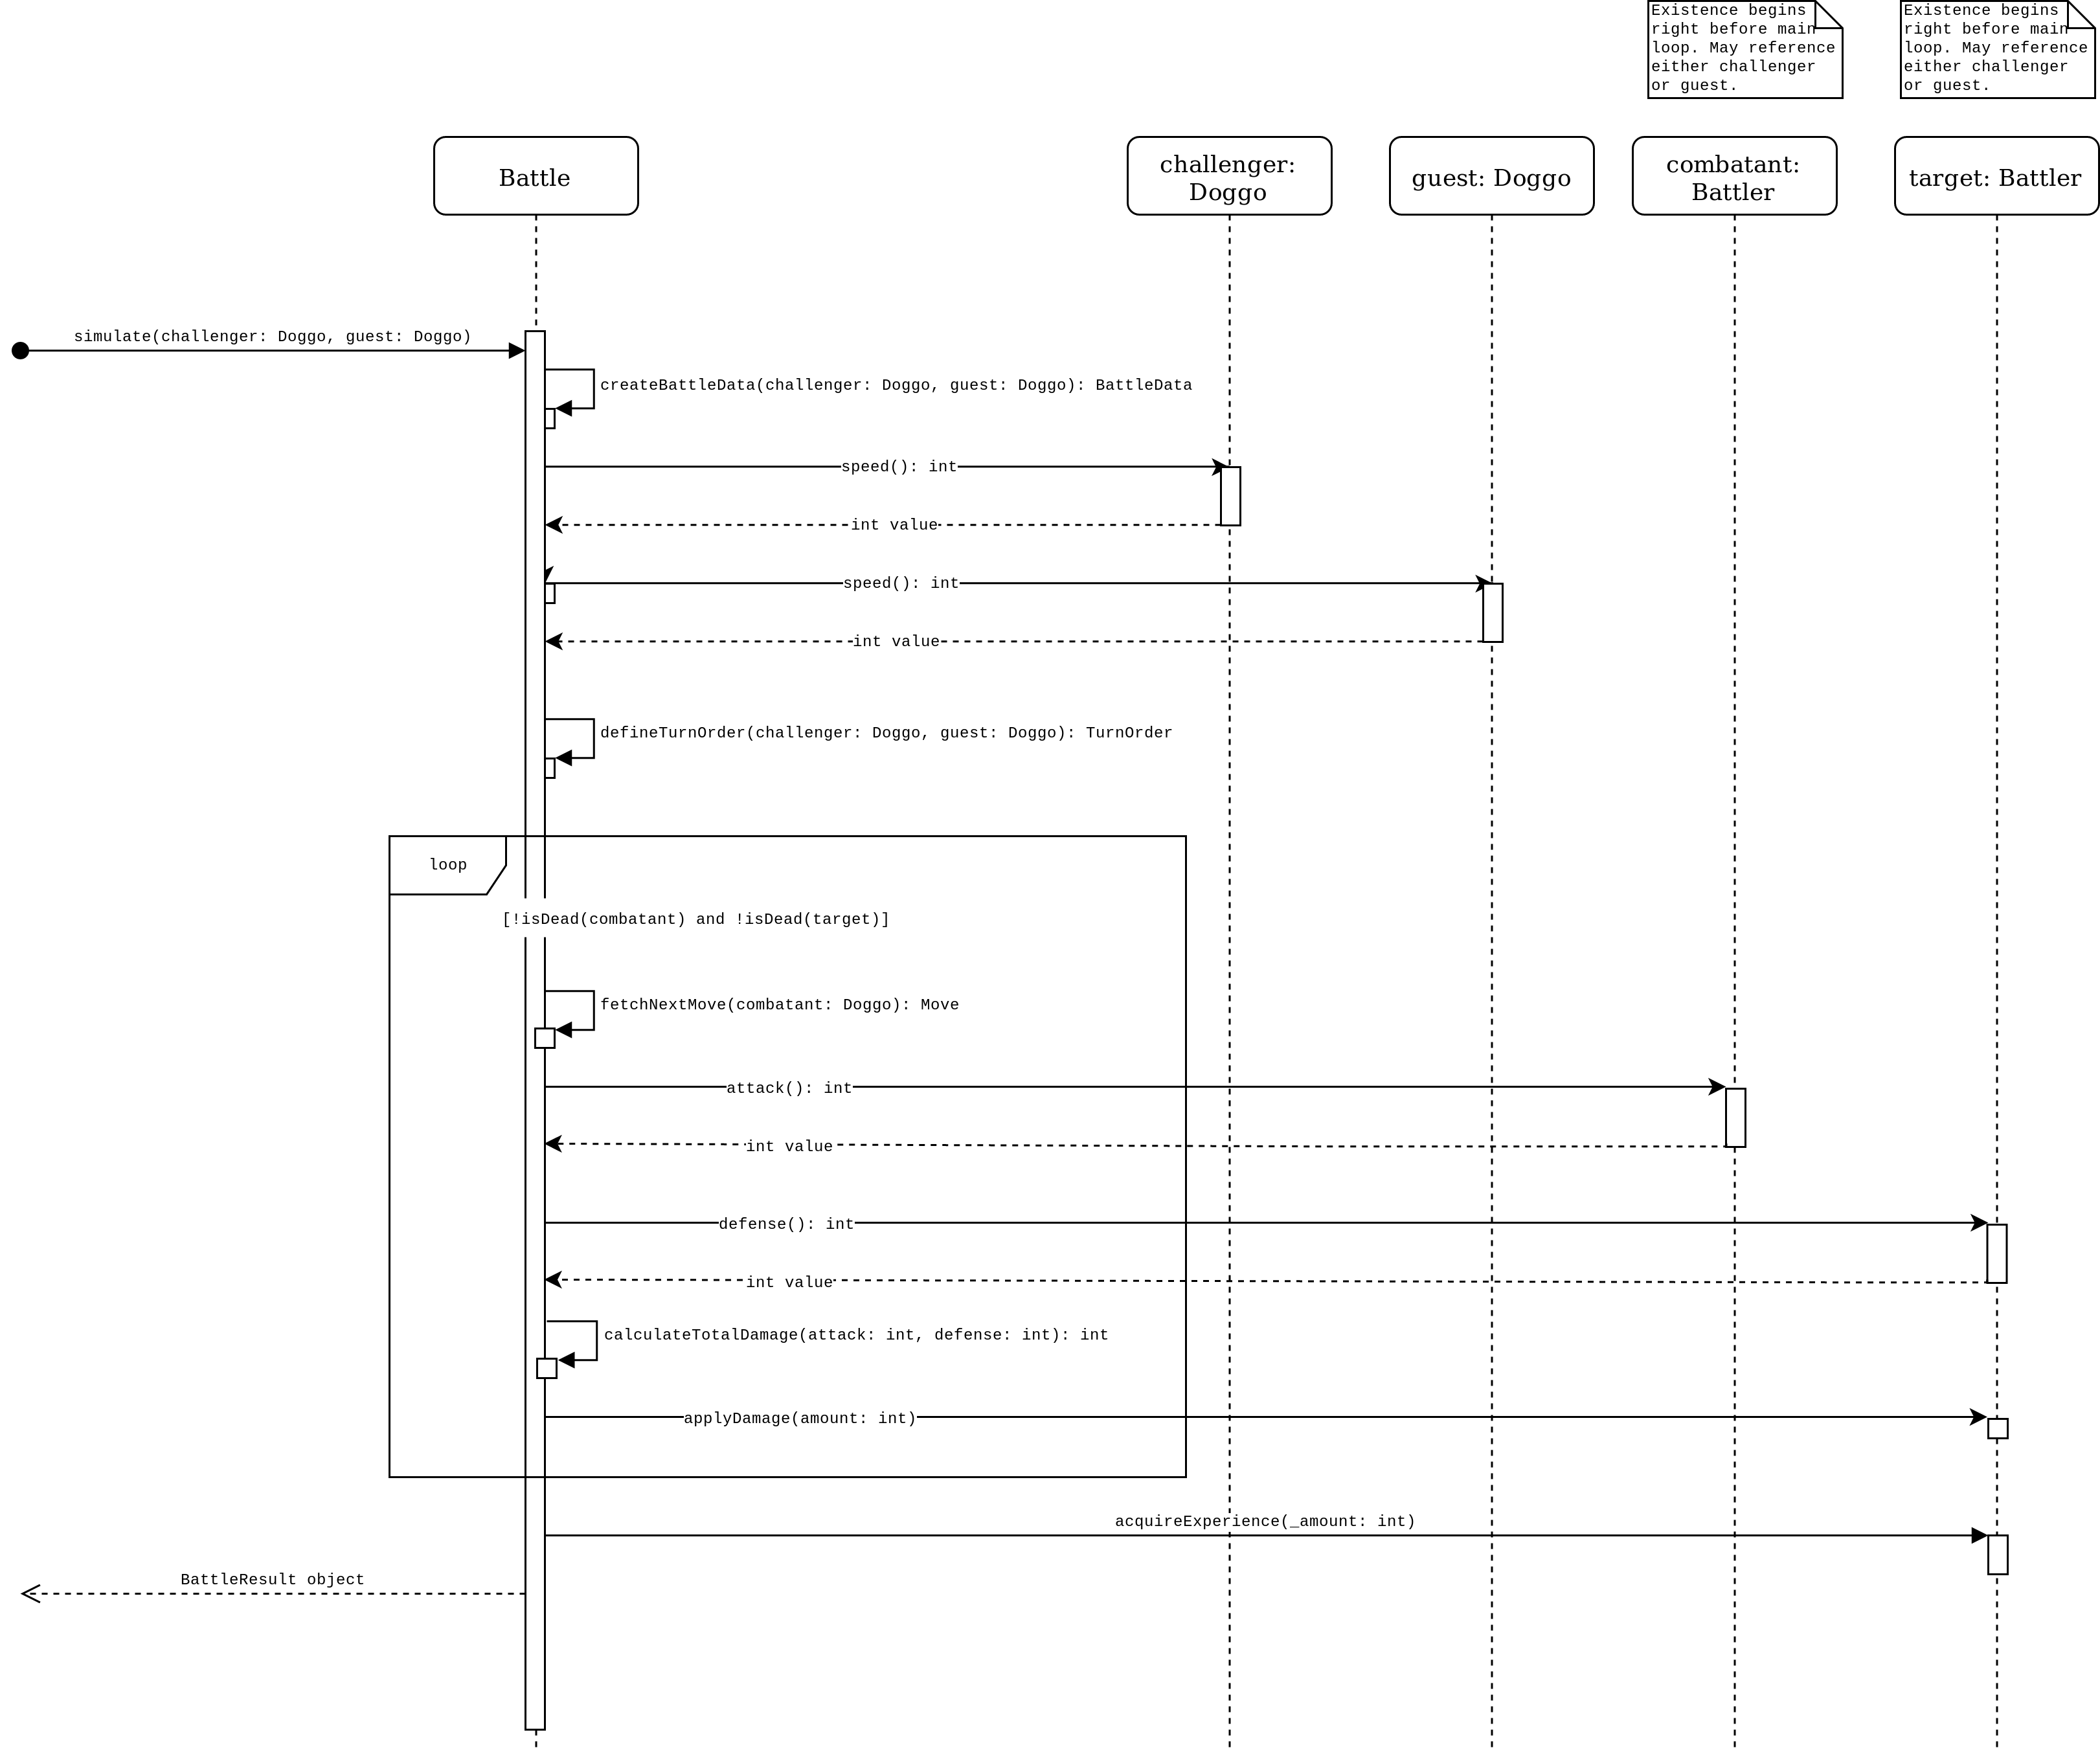 Existence begins
right before main
loop. May reference
either challenger
or guest.
Existence begins
right before main
loop. May reference
either challenger
or guest.
Battle
challenger:
Doggo
guest: Doggo
combatant:
Battler
target: Battler
simulate(challenger: Doggo, guest: Doggo)
createBattleData(challenger: Doggo, guest: Doggo): BattleData
speed(): int
int value
speed(): int
int value
defineTurnOrder(challenger: Doggo, guest: Doggo): TurnOrder
loop
[!isDead(combatant) and !isDead(target)]
fetchNextMove(combatant: Doggo): Move
attack(): int
int value
defense(): int
int value
calculateTotalDamage(attack: int, defense: int): int
applyDamage(amount: int)
acquireExperience(_amount: int)
BattleResult object